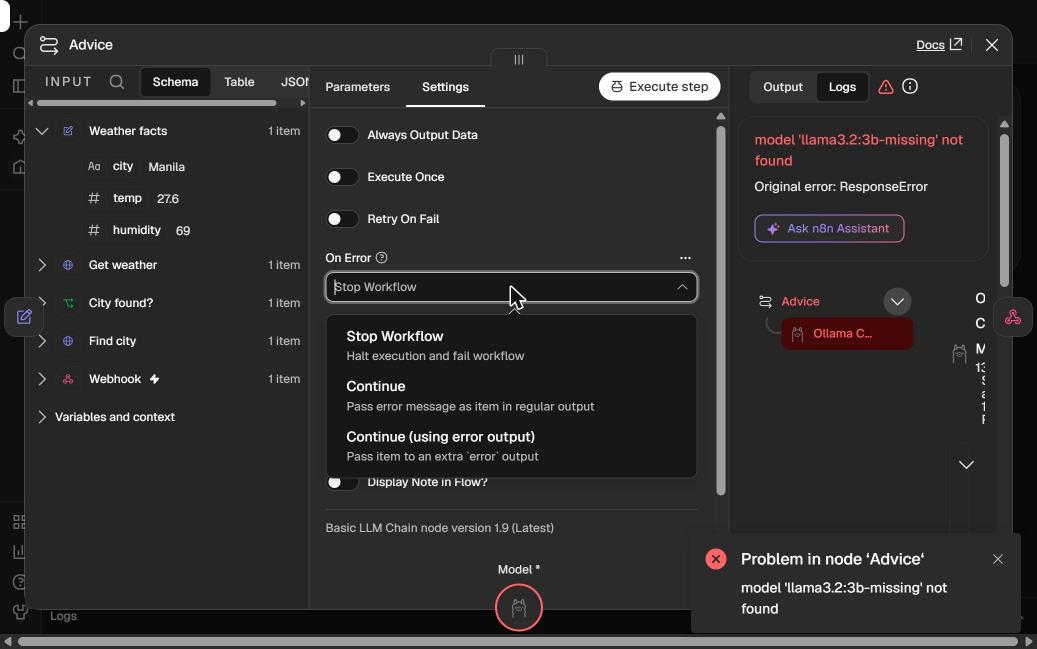 Advice
Docs
INPUT
Schema
Table
JSON
Parameters
Settings
Execute step
Output
Logs
Weather facts
1 item
Aa city Manila
# temp 27.6
# humidity 69
Get weather
1 item
City found?
1 item
Find city
1 item
Webhook
1 item
Variables and context
Always Output Data
Execute Once
Retry On Fail
On Error
Stop Workflow
Stop Workflow
Halt execution and fail workflow
Continue
Pass error message as item in regular output
Continue (using error output)
Pass item to an extra `error` output
Display Note in Flow?
Basic LLM Chain node version 1.9 (Latest)
Model *
model 'llama3.2:3b-missing' not
found
Original error: ResponseError
Ask n8n Assistant
Advice
Ollama C...
Problem in node ‘Advice‘
model 'llama3.2:3b-missing' not
found
Logs